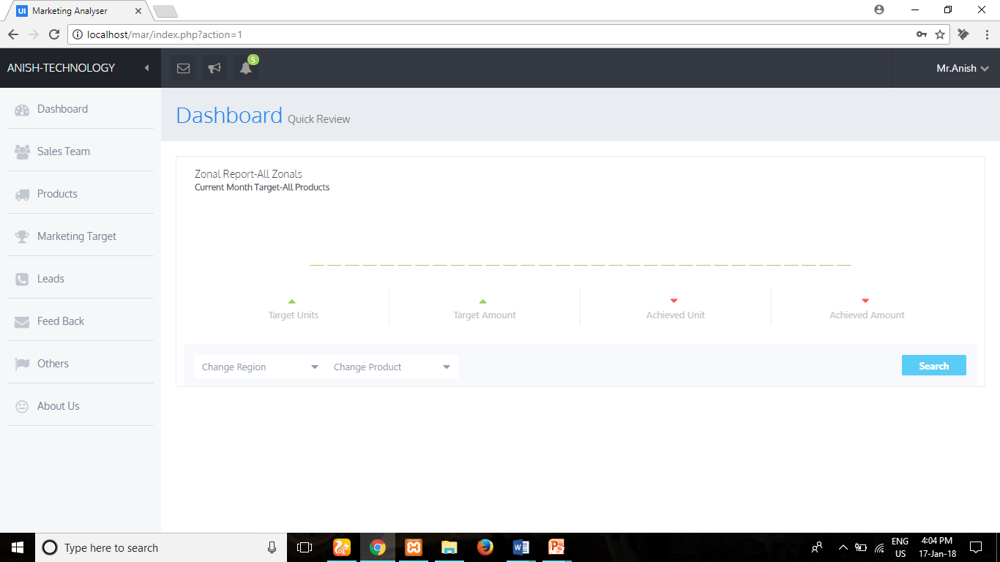 UI Marketing Analyser
localhost/mar/index.php?action=1
ANISH-TECHNOLOGY
5
Mr.Anish
Dashboard
Sales Team
Products
Marketing Target
Leads
Feed Back
Others
About Us
Dashboard Quick Review
Zonal Report-All Zonals
Current Month Target-All Products
Target Units
Target Amount
Achieved Unit
Achieved Amount
Change Region
Change Product
Search
Type here to search
ENG
US
4:04 PM
17-Jan-18